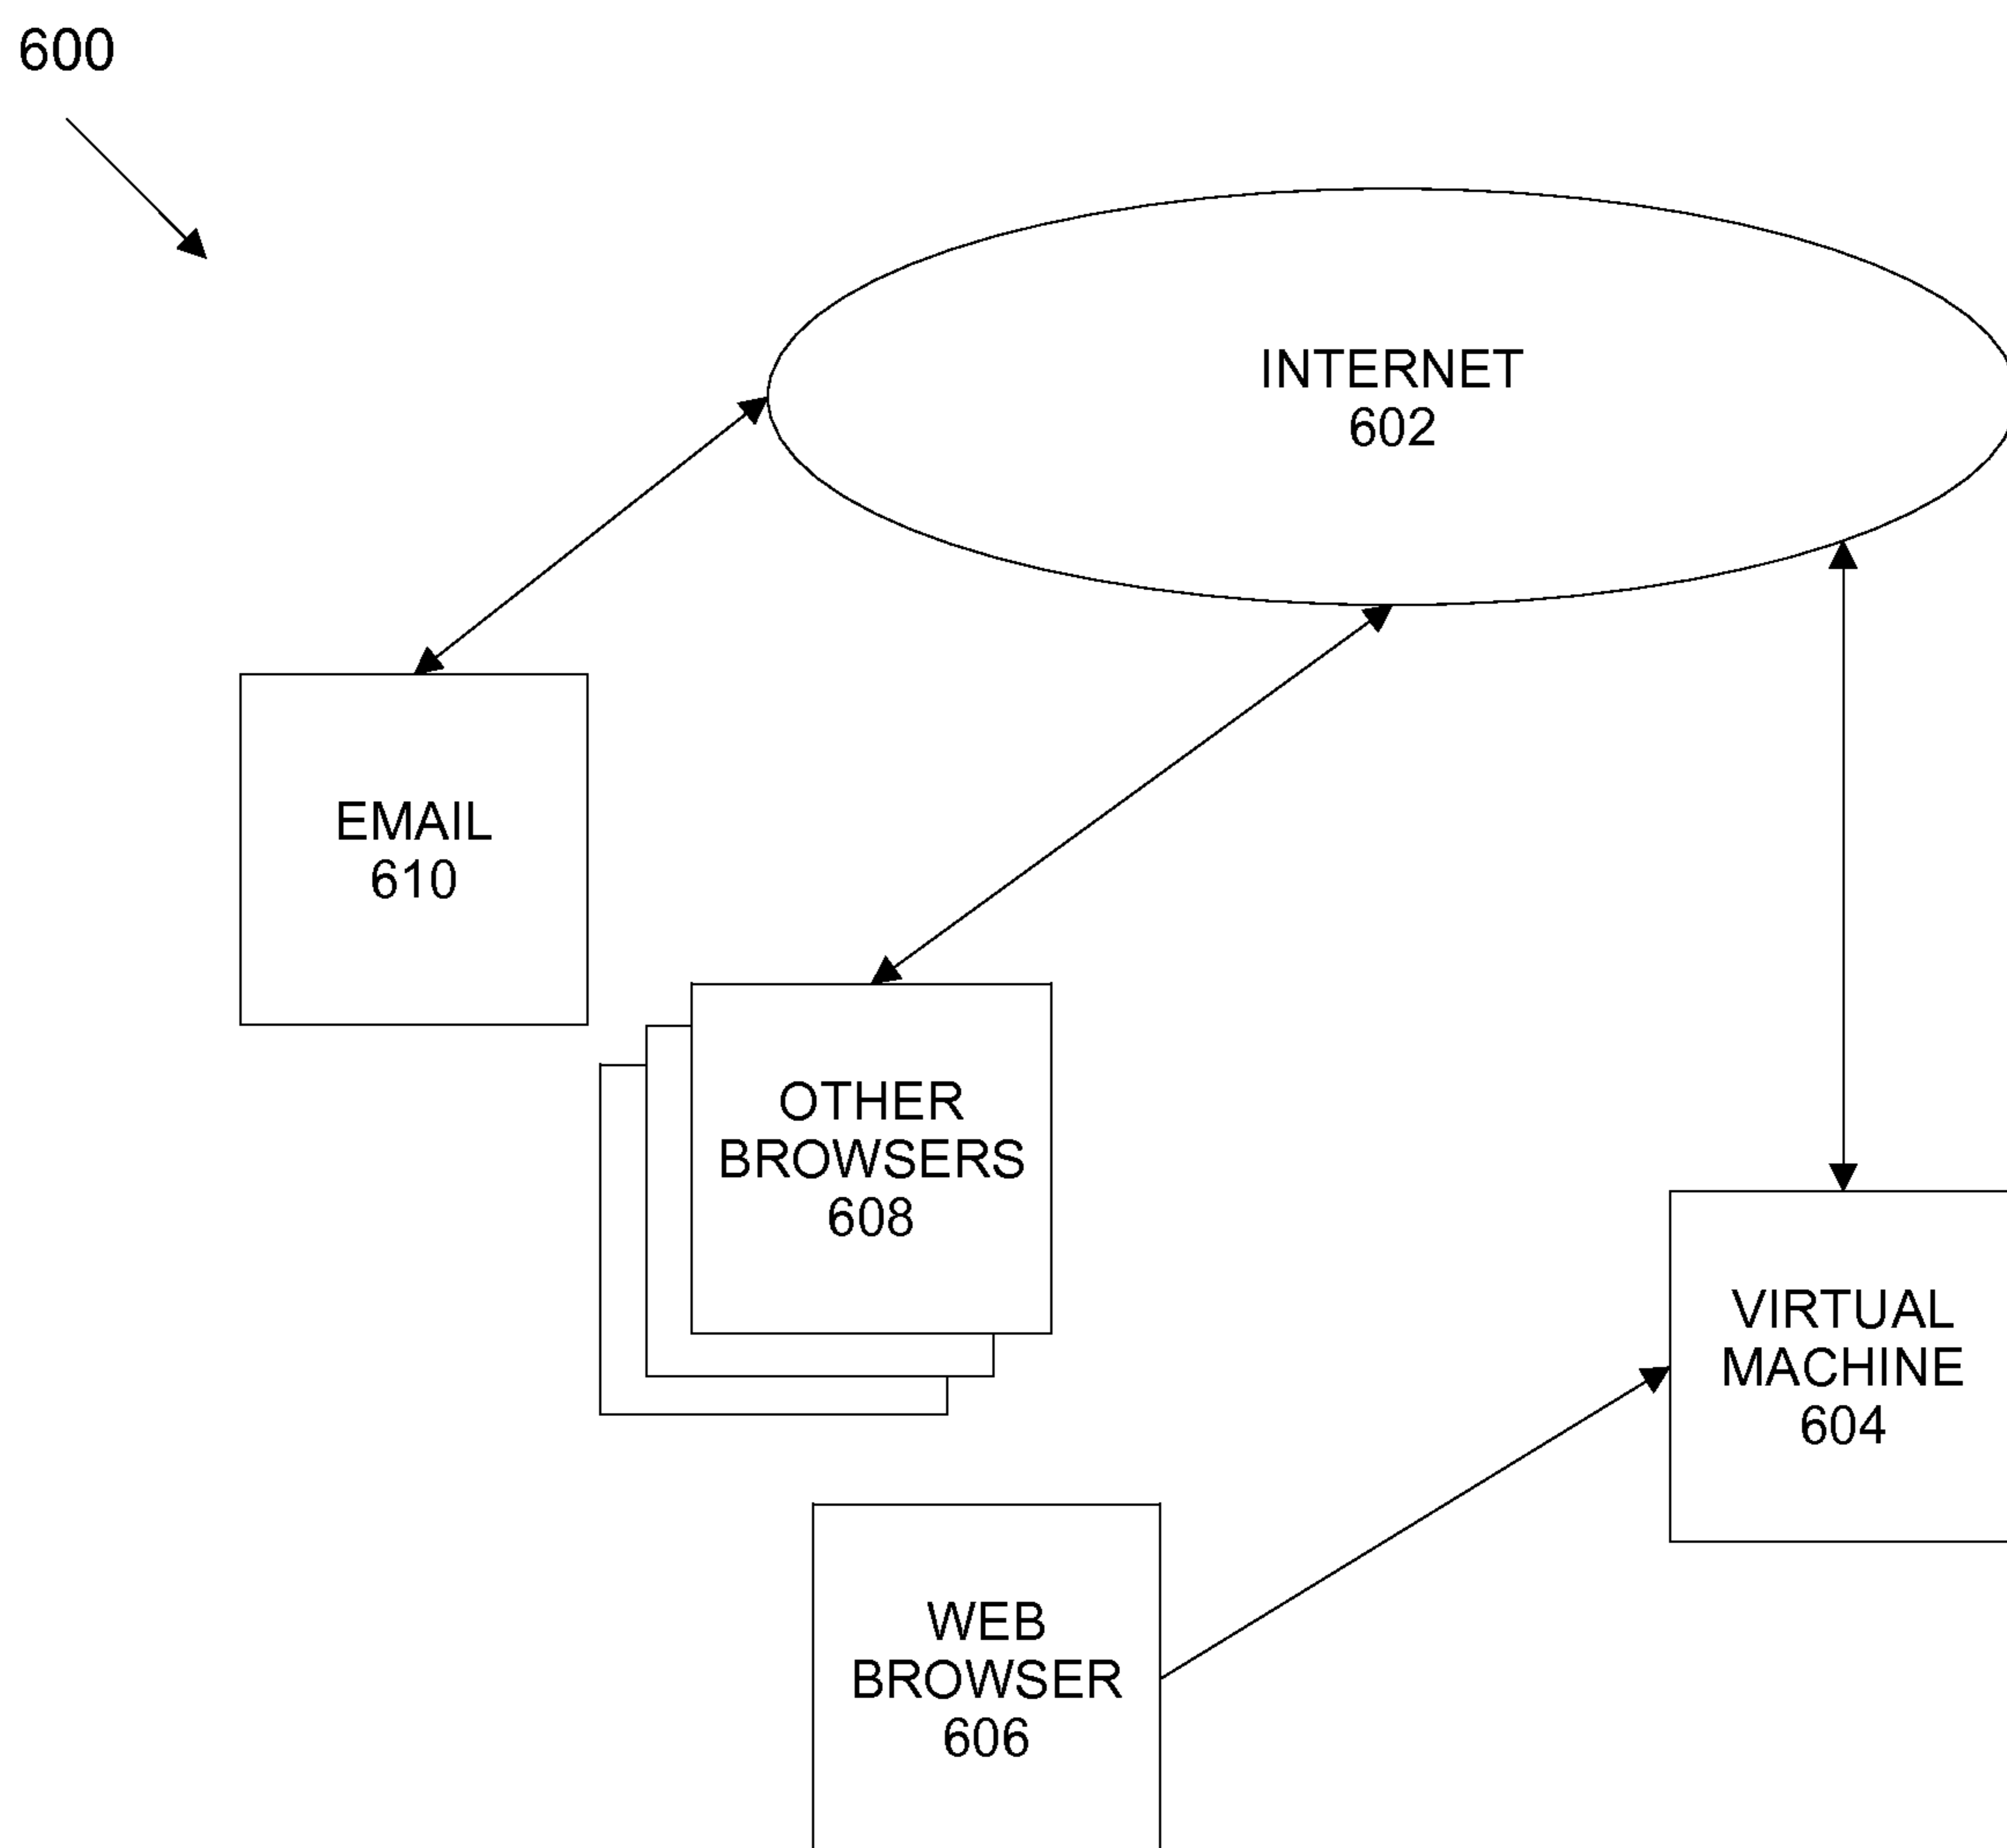 600
INTERNET
602
EMAIL
610
OTHER
BROWSERS
608
VIRTUAL
MACHINE
604
WEB
BROWSER
606